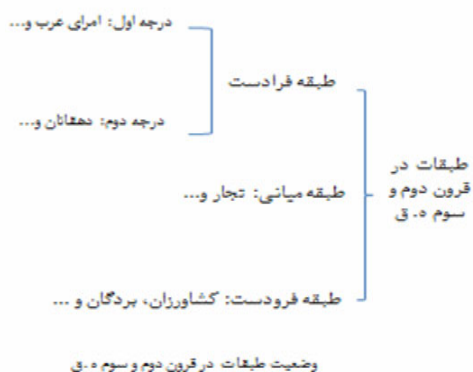 درجه اول: امرای عرب و...
طبقه فرادست
درجه دوم: دهقانان و...
طبقات در
قرون دوم و
سوم ه. ق
طبقه میانی: تجار و...
طبقه فرودست: کشاورزان، بردگان و ...
وضعیت طبقات در قرون دوم و سوم ه. ق